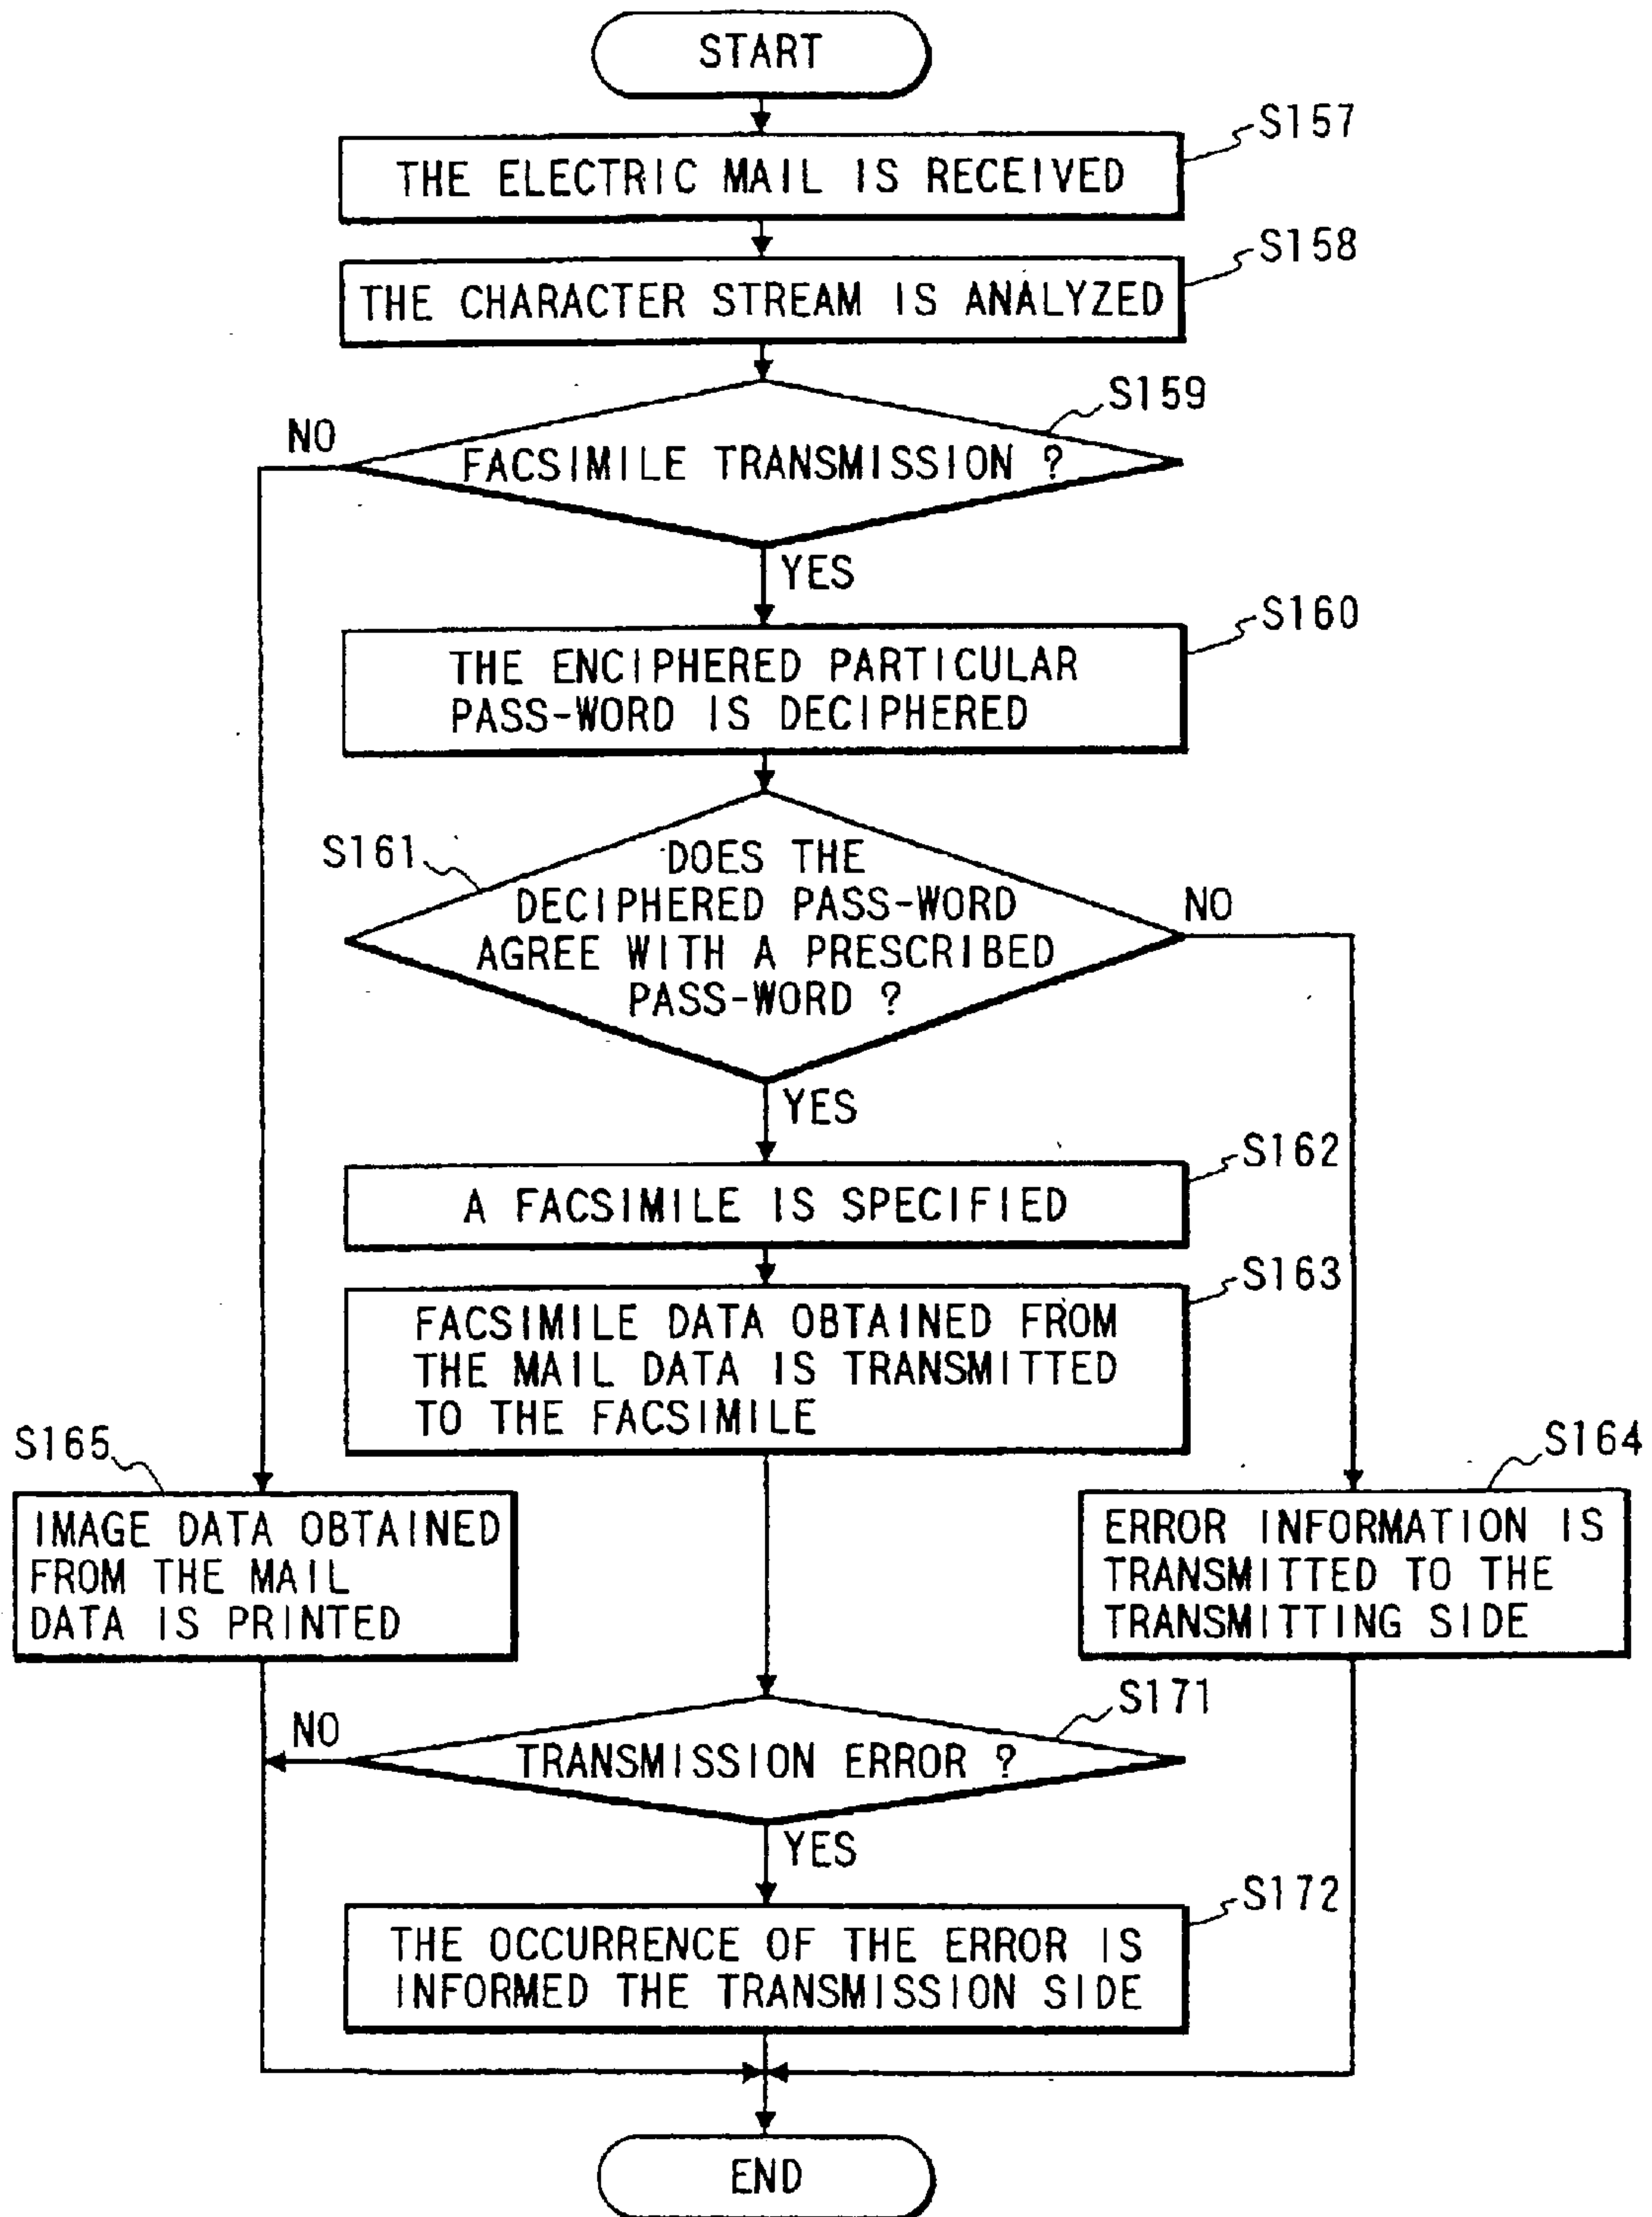 START
S157
THE ELECTRIC MAIL IS RECEIVED
S158
THE CHARACTER STREAM IS ANALYZED
S159
NO
FACSIMILE TRANSMISSION ?
YES
S160
THE ENCIPHERED PARTICULAR
PASS-WORD IS DECIPHERED
S161
DOES THE
DECIPHERED PASS-WORD
AGREE WITH A PRESCRIBED
PASS-WORD ?
NO
YES
S162
A FACSIMILE IS SPECIFIED
S163
FACSIMILE DATA OBTAINED FROM
THE MAIL DATA IS TRANSMITTED
TO THE FACSIMILE
S165
IMAGE DATA OBTAINED
FROM THE MAIL
DATA IS PRINTED
S164
ERROR INFORMATION IS
TRANSMITTED TO THE
TRANSMITTING SIDE
S171
NO
TRANSMISSION ERROR ?
YES
S172
THE OCCURRENCE OF THE ERROR IS
INFORMED THE TRANSMISSION SIDE
END